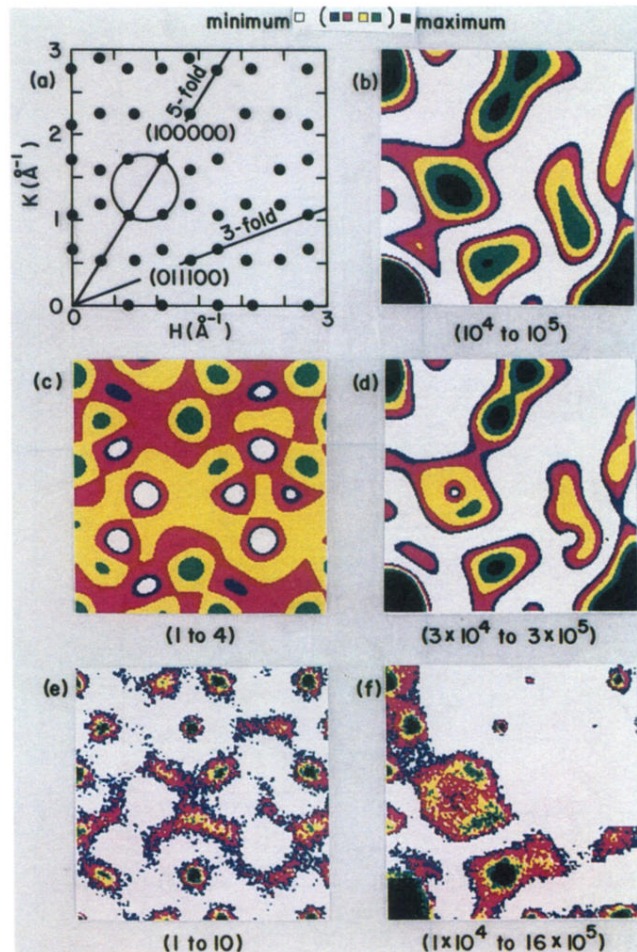 minimum ( ) maximum
(a)
K (Å⁻¹)
3
2
1
0
5-fold
(100000)
3-fold
(011100)
0
H (Å⁻¹)
3
(b)
(10⁴ to 10⁵)
(c)
(1 to 4)
(d)
(3 × 10⁴ to 3 × 10⁵)
(e)
(1 to 10)
(f)
(1 × 10⁴ to 16 × 10⁵)